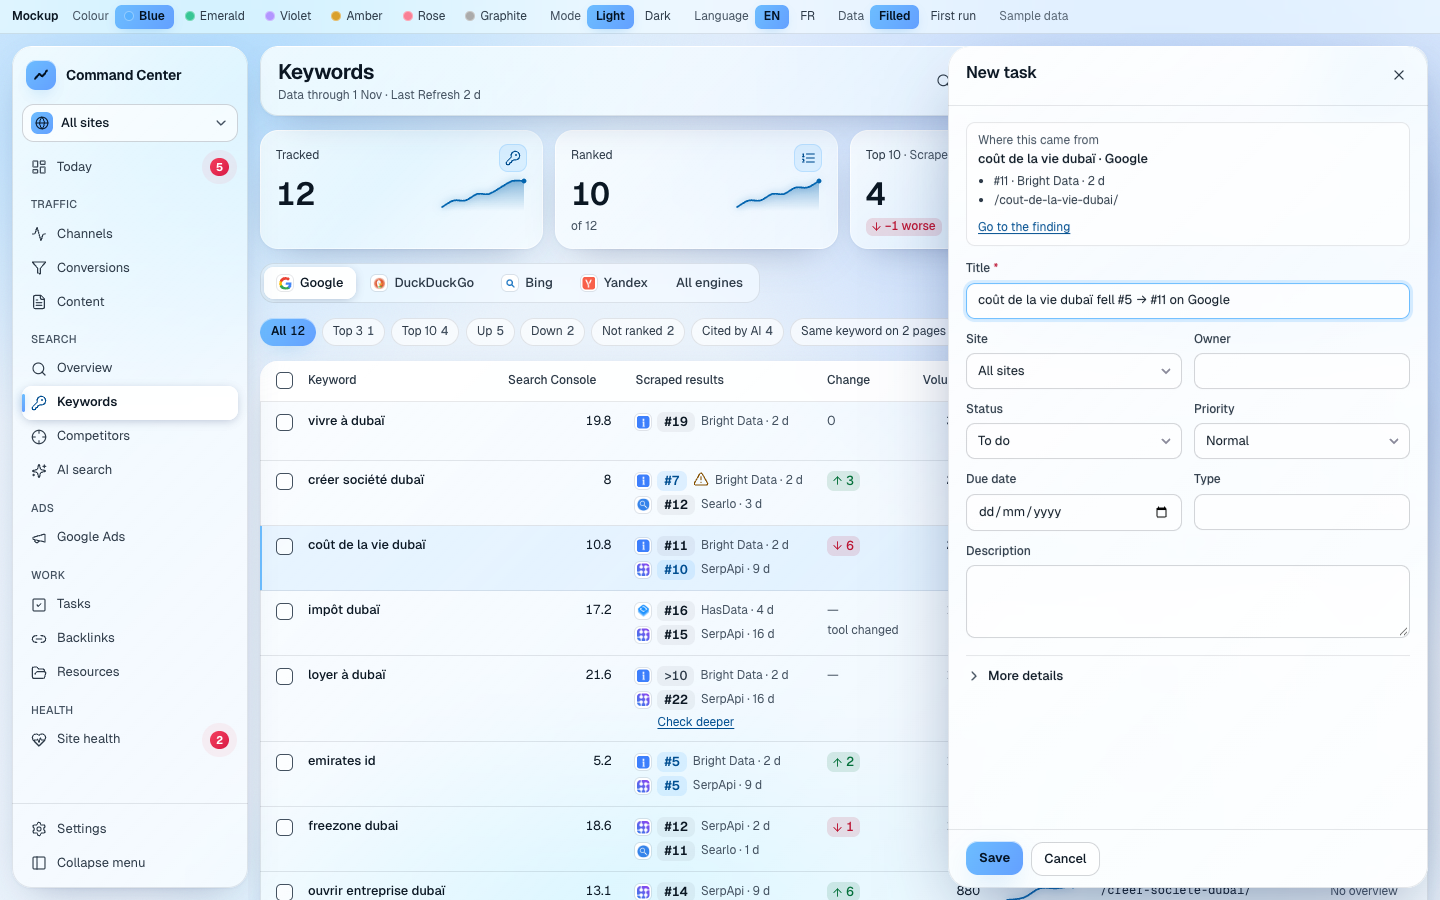 Mockup Colour Blue Emerald Violet Amber Rose Graphite Mode Light Dark Language EN FR Data Filled First run Sample data
Command Center
All sites
Today 5
TRAFFIC
Channels
Conversions
Content
SEARCH
Overview
Keywords
Competitors
AI search
ADS
Google Ads
WORK
Tasks
Backlinks
Resources
HEALTH
Site health 2
Settings
Collapse menu
Keywords
Data through 1 Nov · Last Refresh 2 d
Tracked
12
Ranked
10
of 12
Top 10 · Scrape
4
↓ −1 worse
Google DuckDuckGo Bing Yandex All engines
All 12 Top 3 1 Top 10 4 Up 5 Down 2 Not ranked 2 Cited by AI 4 Same keyword on 2 pages
Keyword Search Console Scraped results Change Volu
vivre à dubaï 19.8 #19 Bright Data · 2 d 0
créer société dubaï 8 #7 Bright Data · 2 d ↑ 3
#12 Searlo · 3 d
coût de la vie dubaï 10.8 #11 Bright Data · 2 d ↓ 6
#10 SerpApi · 9 d
impôt dubaï 17.2 #16 HasData · 4 d —
#15 SerpApi · 16 d tool changed
loyer à dubaï 21.6 >10 Bright Data · 2 d —
#22 SerpApi · 16 d
Check deeper
emirates id 5.2 #5 Bright Data · 2 d ↑ 2
#5 SerpApi · 9 d
freezone dubai 18.6 #12 SerpApi · 2 d ↓ 1
#11 Searlo · 1 d
ouvrir entreprise dubaï 13.1 #14 SerpApi · 9 d ↑ 6 880 /creer-societe-dubai/ No overview
New task
Where this came from
coût de la vie dubaï · Google
• #11 · Bright Data · 2 d
• /cout-de-la-vie-dubai/
Go to the finding
Title *
coût de la vie dubaï fell #5 → #11 on Google
Site Owner
All sites
Status Priority
To do Normal
Due date Type
dd/mm/yyyy
Description
More details
Save Cancel